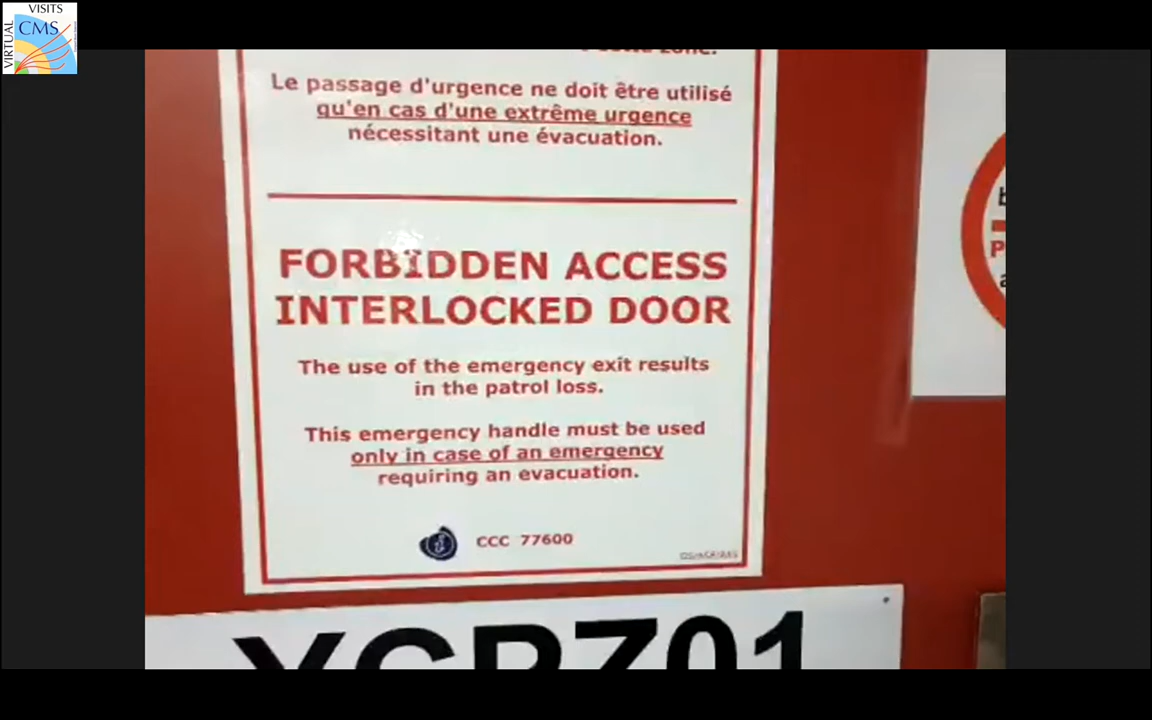 VISITS
VIRTUAL
CMS
zone.
Le passage d'urgence ne doit être utilisé
qu'en cas d'une extrême urgence
nécessitant une évacuation.
FORBIDDEN ACCESS
INTERLOCKED DOOR
The use of the emergency exit results
in the patrol loss.
This emergency handle must be used
only in case of an emergency
requiring an evacuation.
CCC 77600